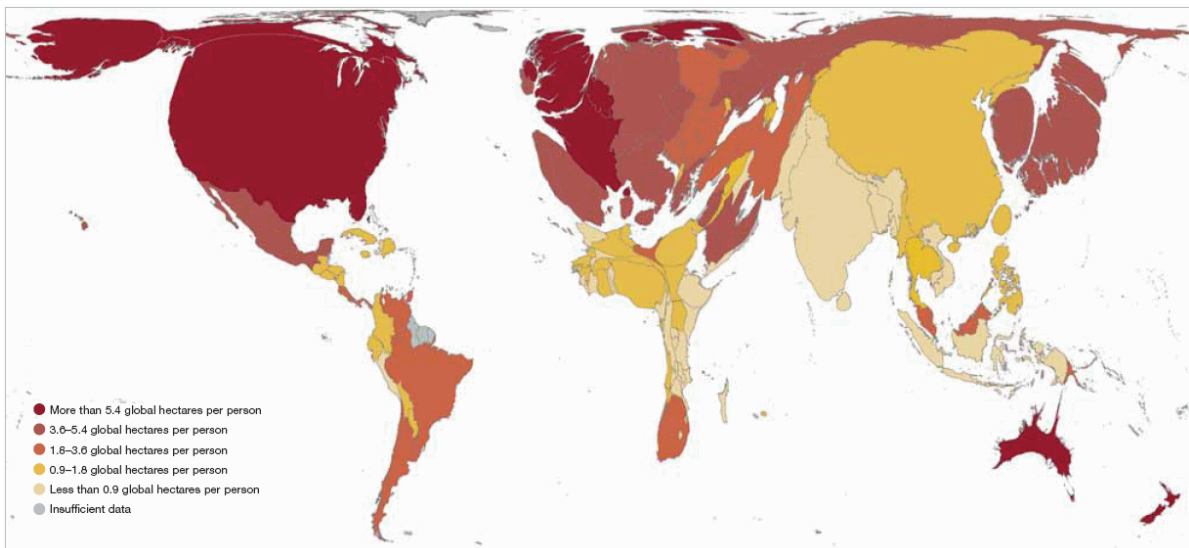 More than 5.4 global hectares per person
3.6–5.4 global hectares per person
1.8–3.6 global hectares per person
0.9–1.8 global hectares per person
Less than 0.9 global hectares per person
Insufficient data